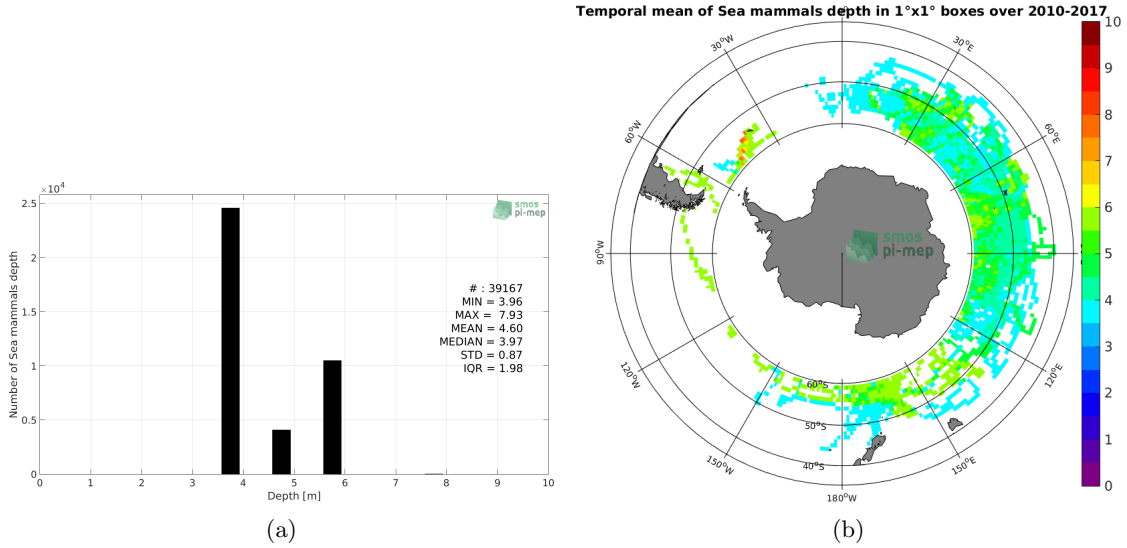 ×10⁴
2.5
2
1.5
1
0.5
0
0 1 2 3 4 5 6 7 8 9 10
Number of Sea mammals depth
Depth [m]
smos
pi-mep
# : 39167
MIN = 3.96
MAX = 7.93
MEAN = 4.60
MEDIAN = 3.97
STD = 0.87
IQR = 1.98
(a)
Temporal mean of Sea mammals depth in 1°x1° boxes over 2010-2017
30°W
30°E
60°W
60°E
90°W
120°W
120°E
150°W
150°E
180°W
60°S
50°S
40°S
smos
pi-mep
10
9
8
7
6
5
4
3
2
1
0
(b)